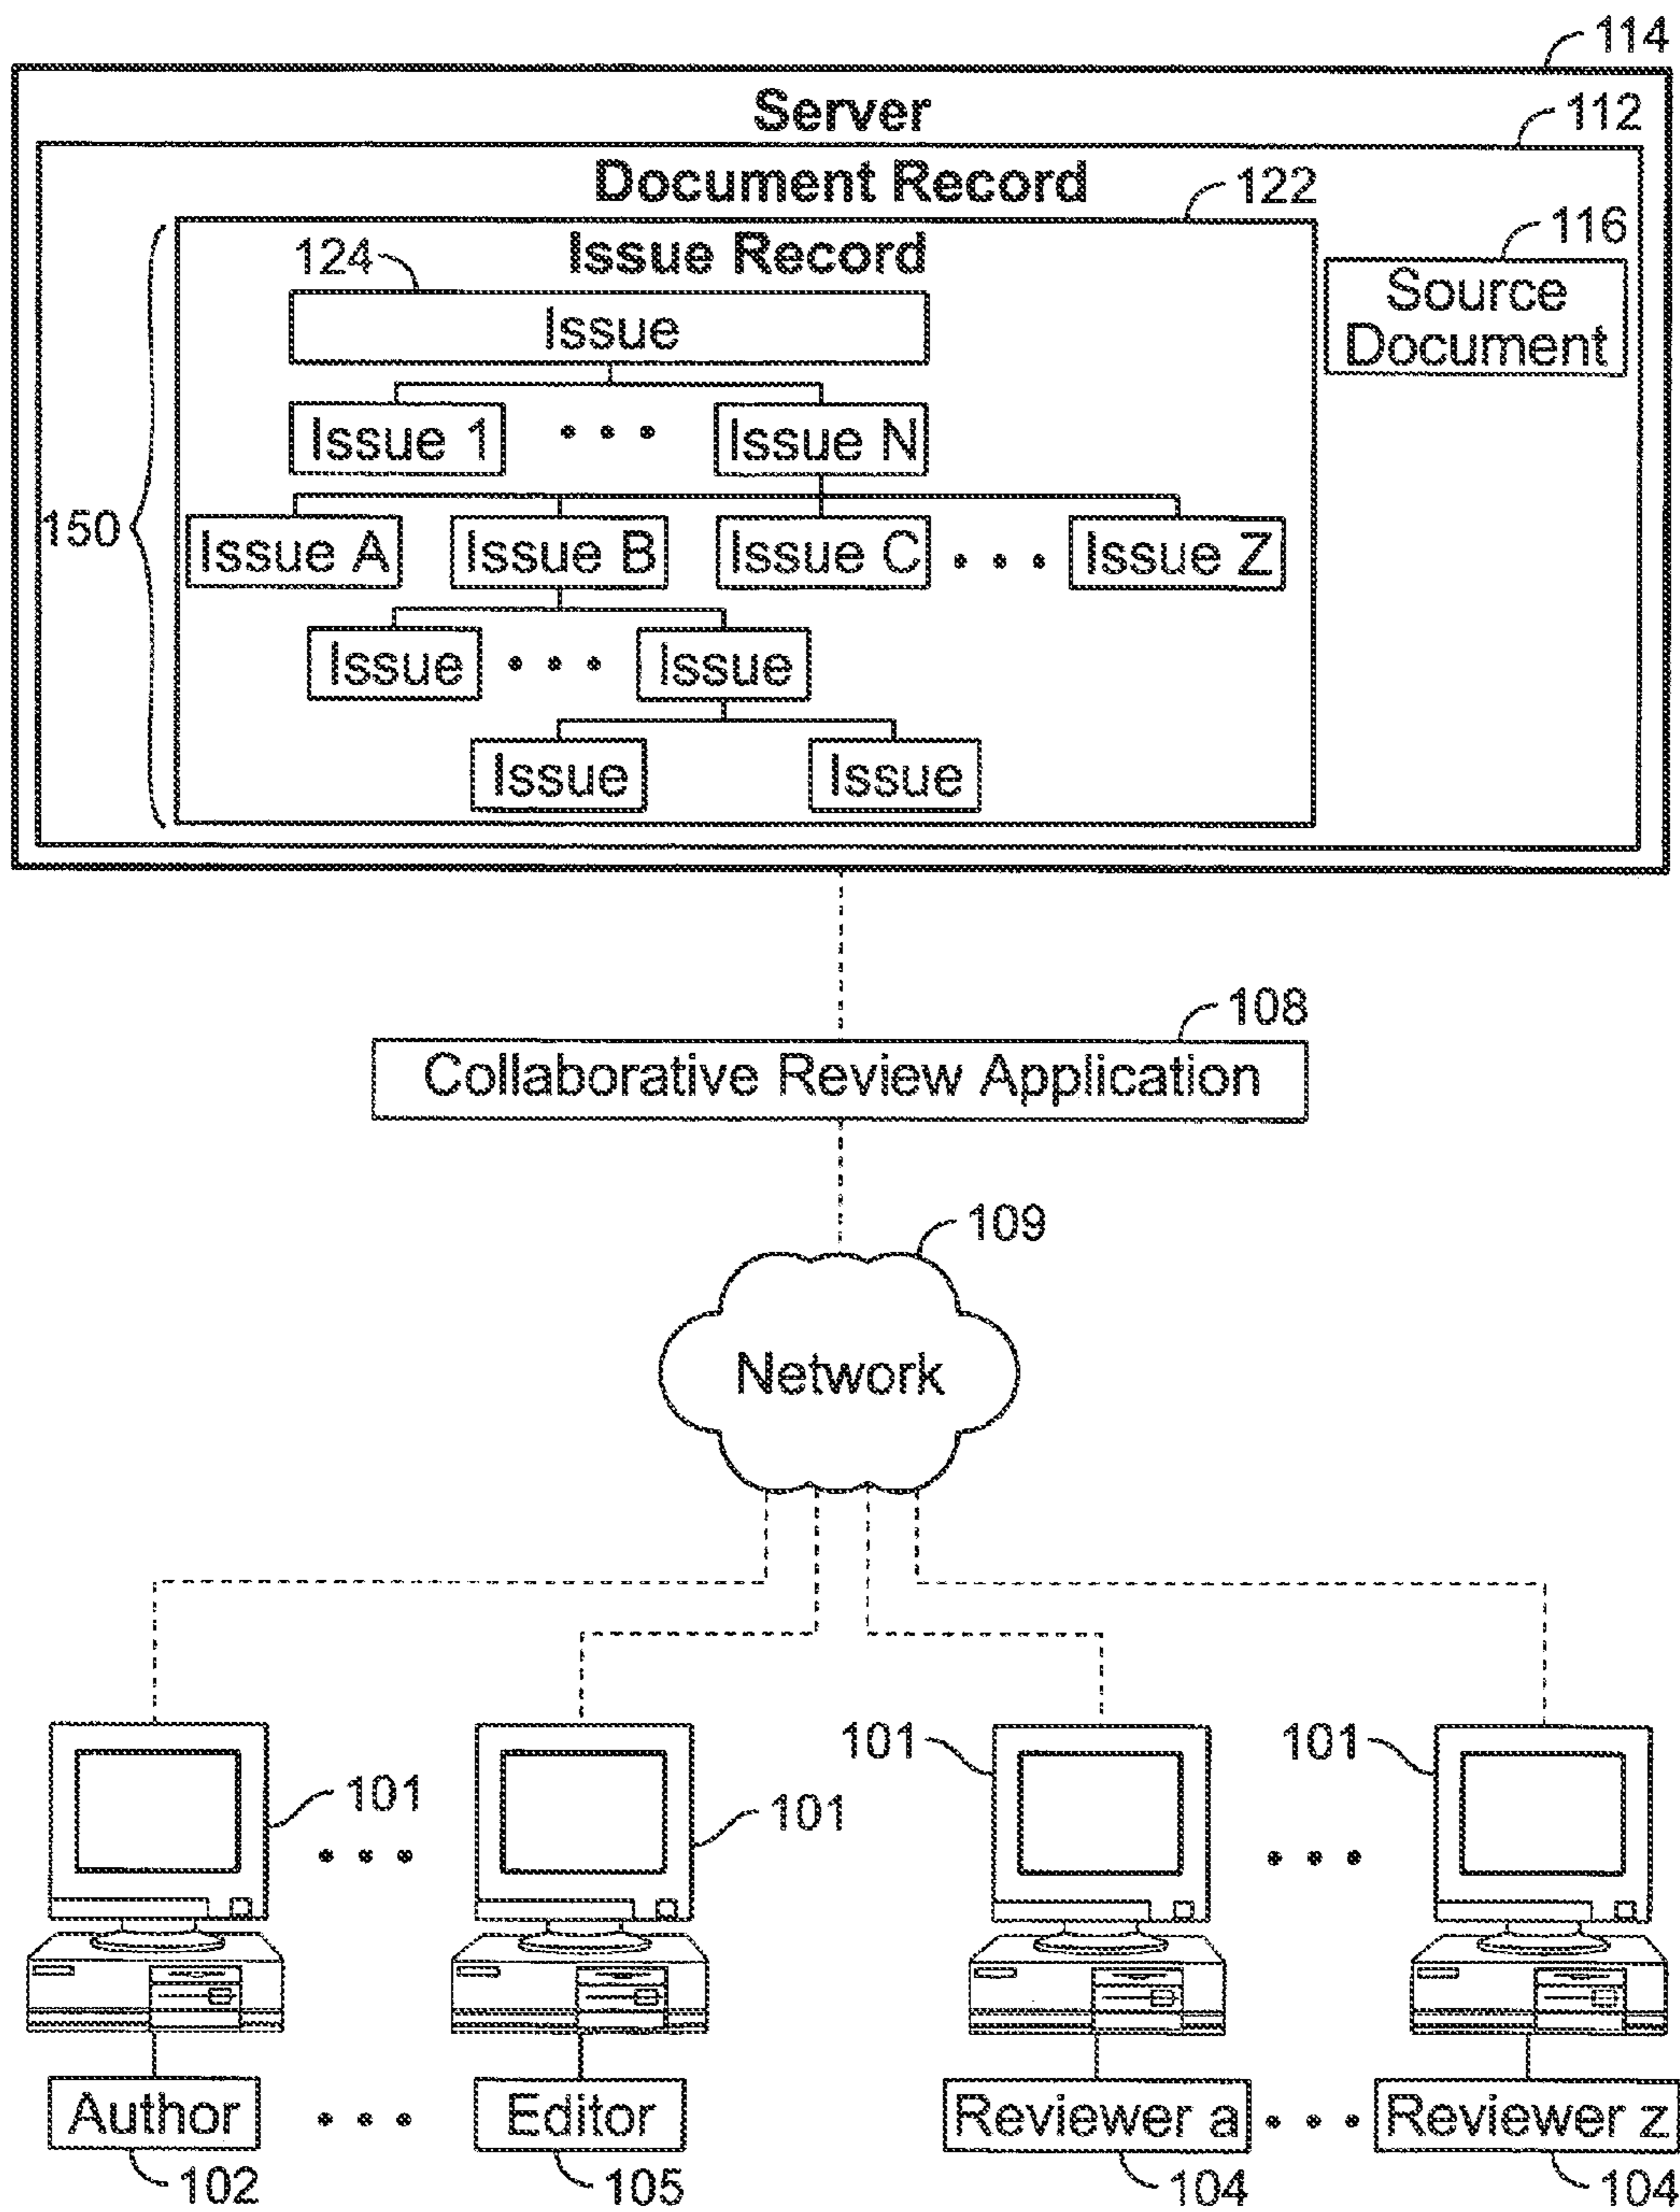 114
Server
112
Document Record
122
116
Issue Record
124
Source
Document
Issue
Issue 1 • • • Issue N
150
Issue A Issue B Issue C • • • Issue Z
Issue • • • Issue
Issue Issue
108
Collaborative Review Application
109
Network
101 101
101 101
• • • • • •
Author • • • Editor Reviewer a • • • Reviewer z
102 105 104 104